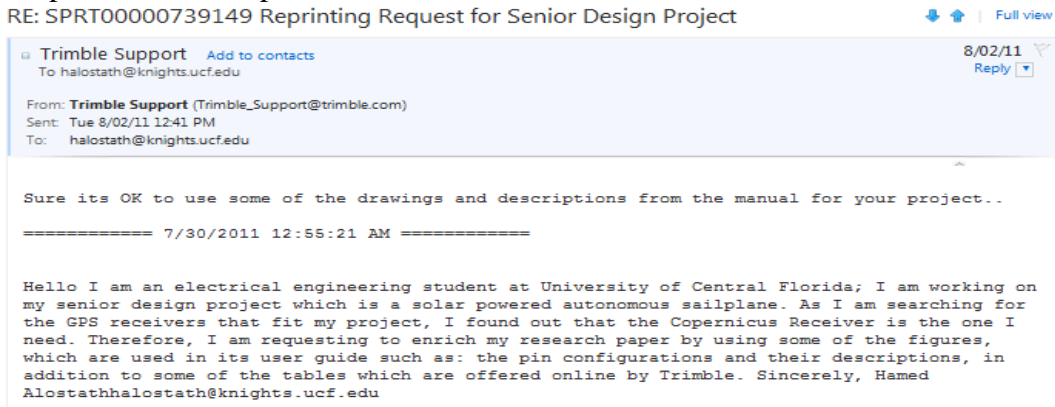 RE: SPRT00000739149 Reprinting Request for Senior Design Project
Full view
Trimble Support Add to contacts
8/02/11
To halostath@knights.ucf.edu
Reply
From: Trimble Support (Trimble_Support@trimble.com)
Sent: Tue 8/02/11 12:41 PM
To: halostath@knights.ucf.edu
Sure its OK to use some of the drawings and descriptions from the manual for your project..
============ 7/30/2011 12:55:21 AM ============
Hello I am an electrical engineering student at University of Central Florida; I am working on
my senior design project which is a solar powered autonomous sailplane. As I am searching for
the GPS receivers that fit my project, I found out that the Copernicus Receiver is the one I
need. Therefore, I am requesting to enrich my research paper by using some of the figures,
which are used in its user guide such as: the pin configurations and their descriptions, in
addition to some of the tables which are offered online by Trimble. Sincerely, Hamed
Alostathhalostath@knights.ucf.edu